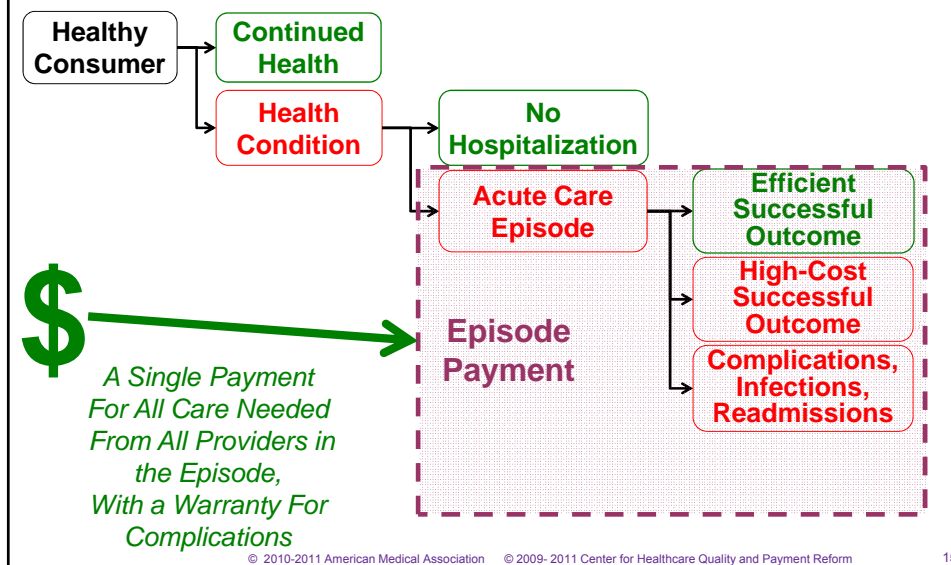 Healthy
Consumer
Continued
Health
Health
Condition
No
Hospitalization
Acute Care
Episode
Efficient
Successful
Outcome
High-Cost
Successful
Outcome
Complications,
Infections,
Readmissions
Episode
Payment
$
A Single Payment
For All Care Needed
From All Providers in
the Episode,
With a Warranty For
Complications
© 2010-2011 American Medical Association © 2009- 2011 Center for Healthcare Quality and Payment Reform